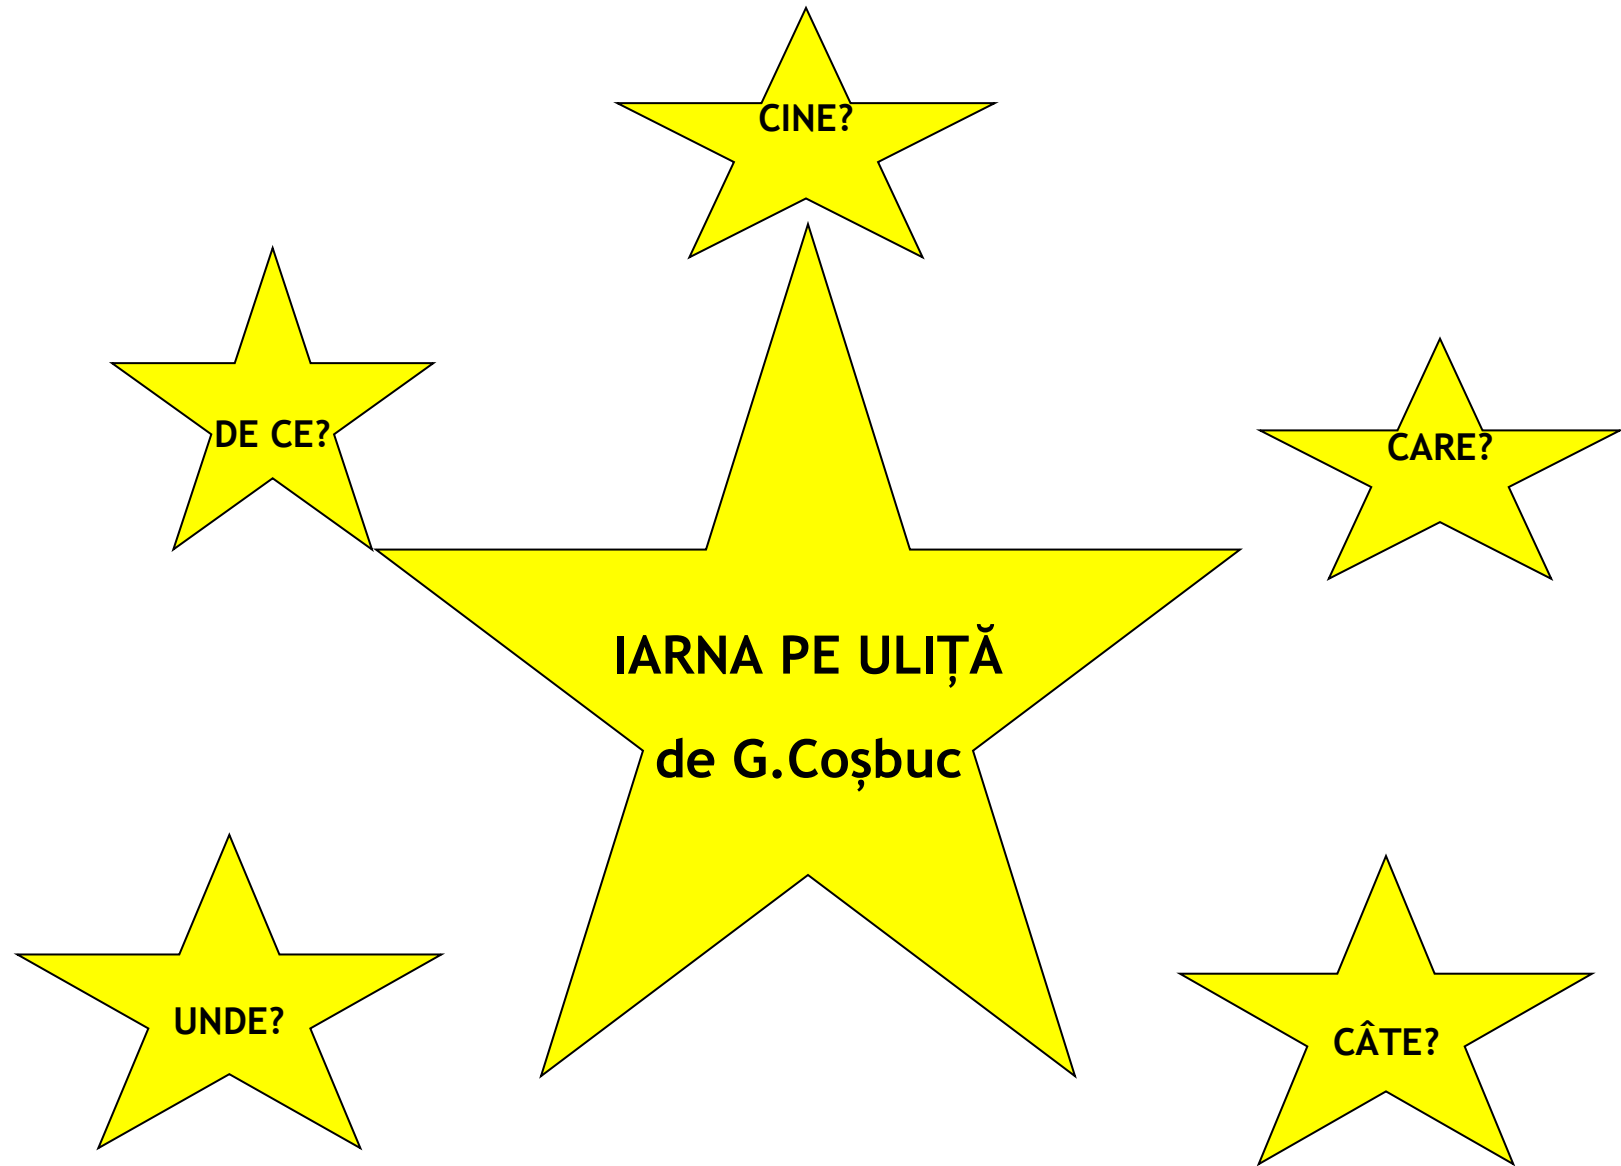 CINE?
DE CE?
CARE?
IARNA PE ULIȚĂ
de G.Coșbuc
UNDE?
CÂTE?